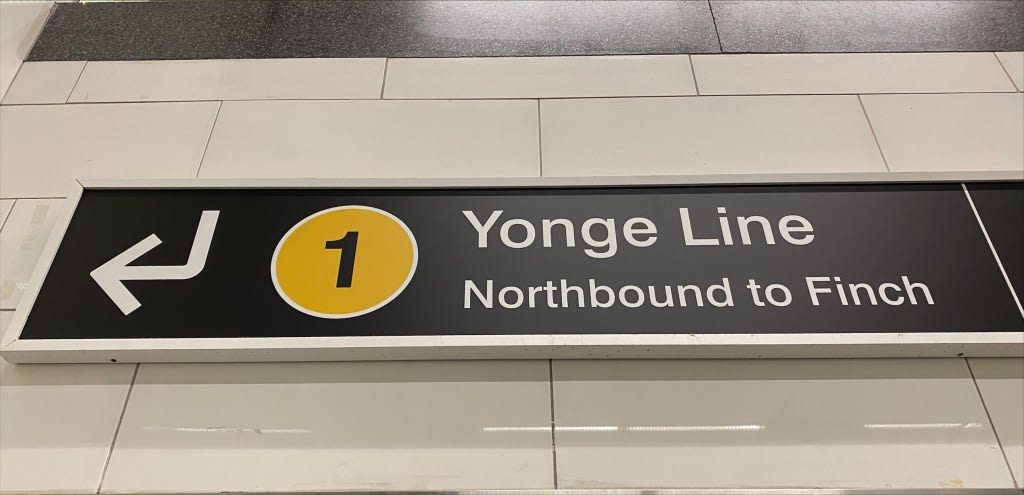 1
Yonge Line
Northbound to Finch